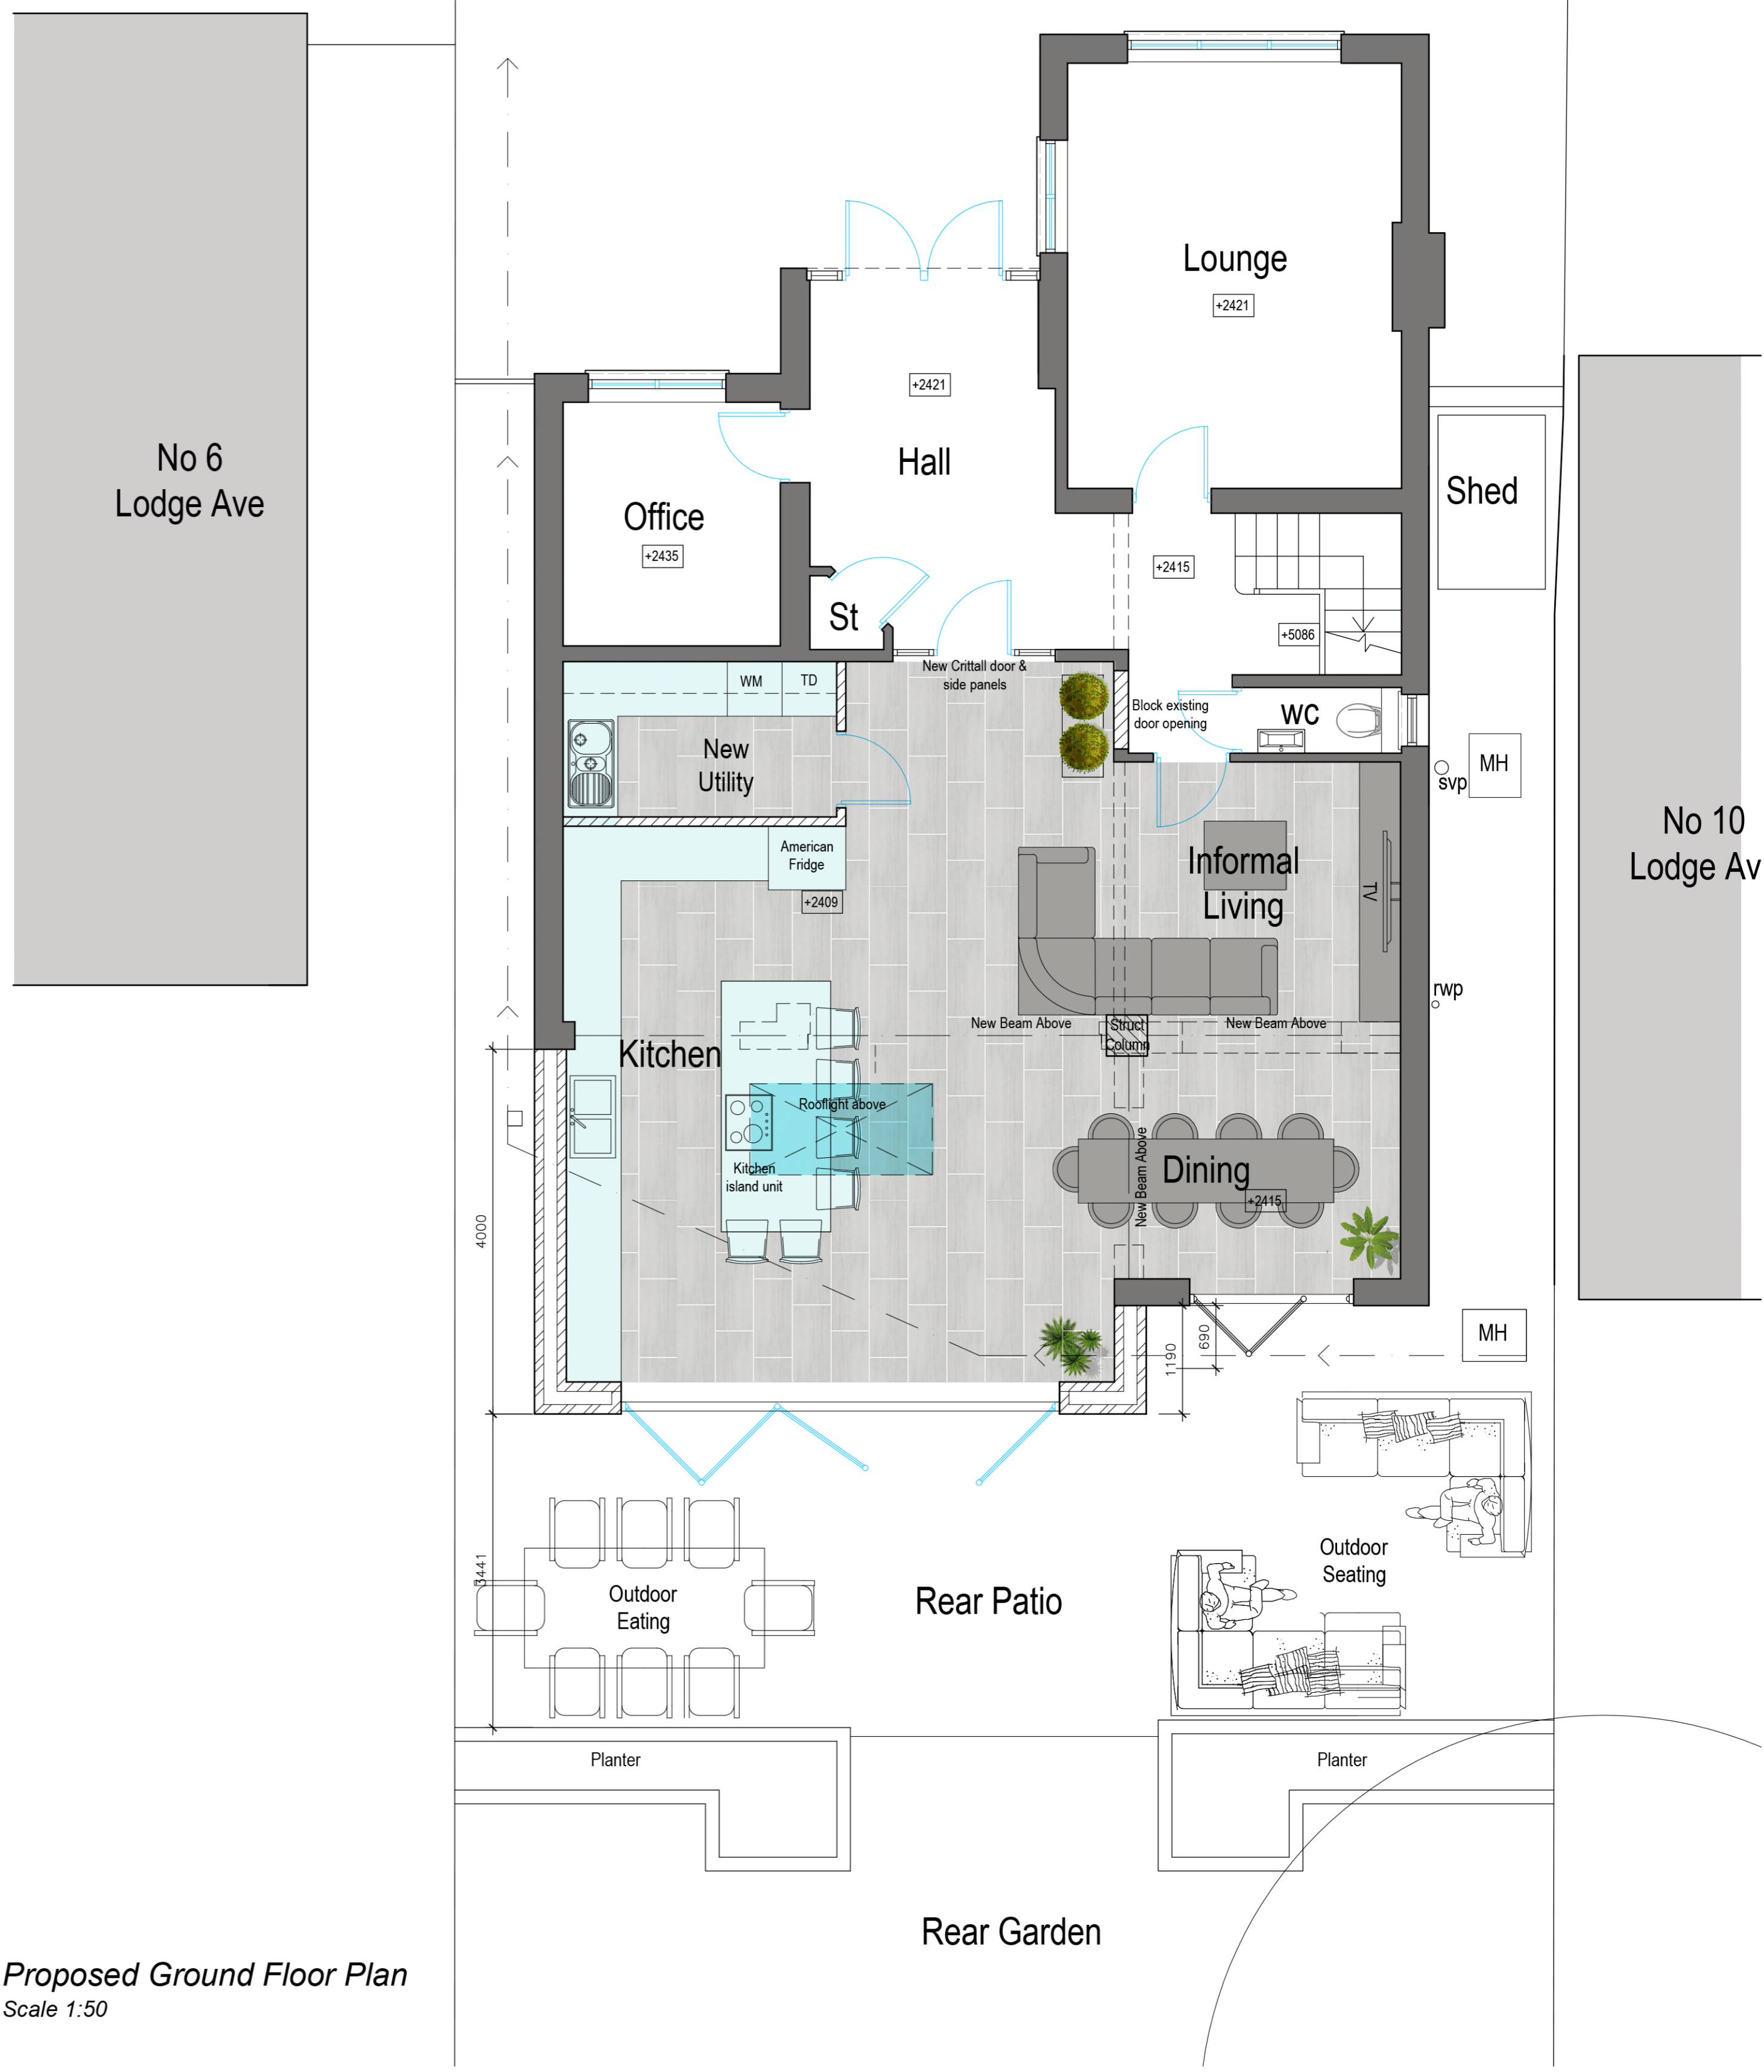 Lounge
+2421
+2421
Hall
No 6
Lodge Ave
Office
+2435
Shed
+2415
St
+5086
New Crittall door &
side panels
WM
TD
Block existing
door opening
WC
New
Utility
MH
svp
No 10
Lodge Av
American
Fridge
+2409
Informal
Living
TV
rwp
New Beam Above
Struct
Column
New Beam Above
Kitchen
Rooflight above
Kitchen
island unit
New Beam Above
Dining
+2415
4000
1190
690
MH
3441
Outdoor
Seating
Outdoor
Eating
Rear Patio
Planter
Planter
Rear Garden
Proposed Ground Floor Plan
Scale 1:50